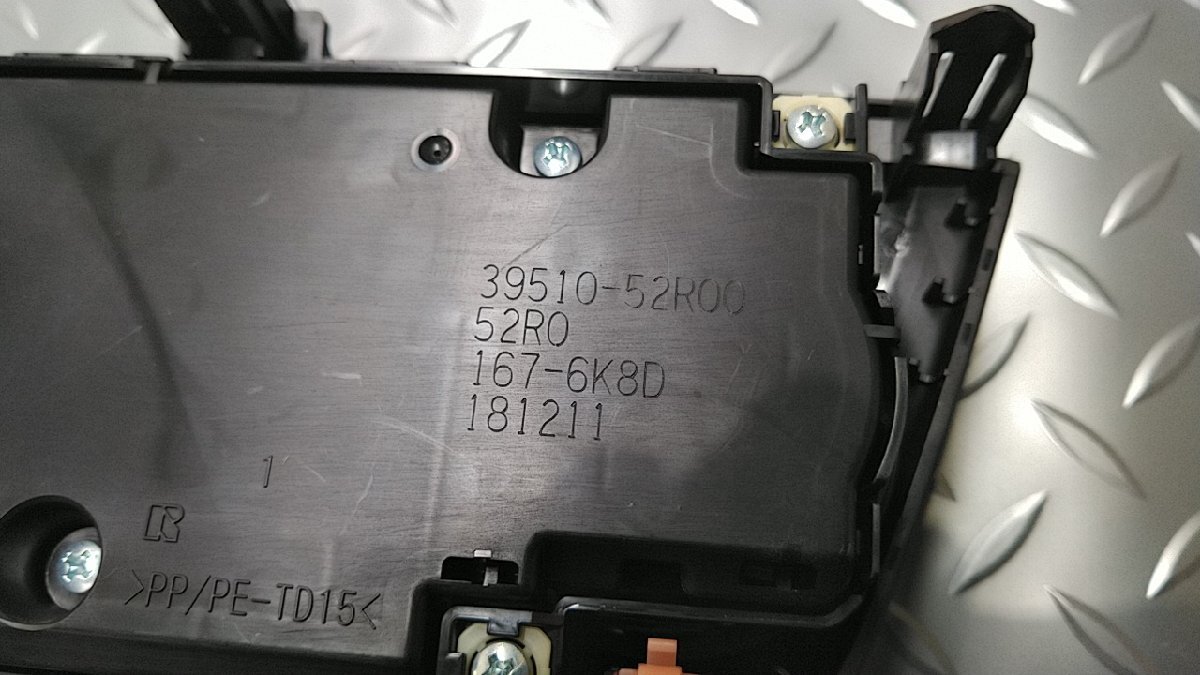 39510-52R00
52R0
167-6K8D
181211
1
>PP/PE-TD15<